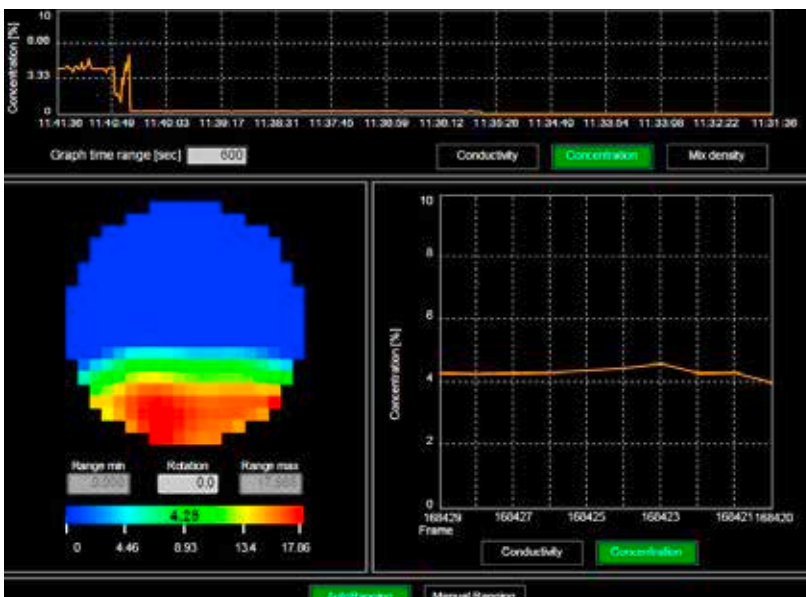 10
Concentration [%]
6.66
3.33
0
11:41:36 11:40:49 11:40:03 11:39:17 11:38:31 11:37:45 11:36:59 11:36:12 11:35:26 11:34:40 11:33:54 11:33:08 11:32:22 11:31:36
Graph time range [sec] 600 Conductivity Concentration Mix density
10
8
6
Concentration [%]
4
2
0
168429 168427 168425 168423 168421 168420
Frame
Conductivity Concentration
Range min Rotation Range max
0.000 0.0
4.28
0 4.46 8.93 13.4 17.86
AutoRanging Manual Ranging